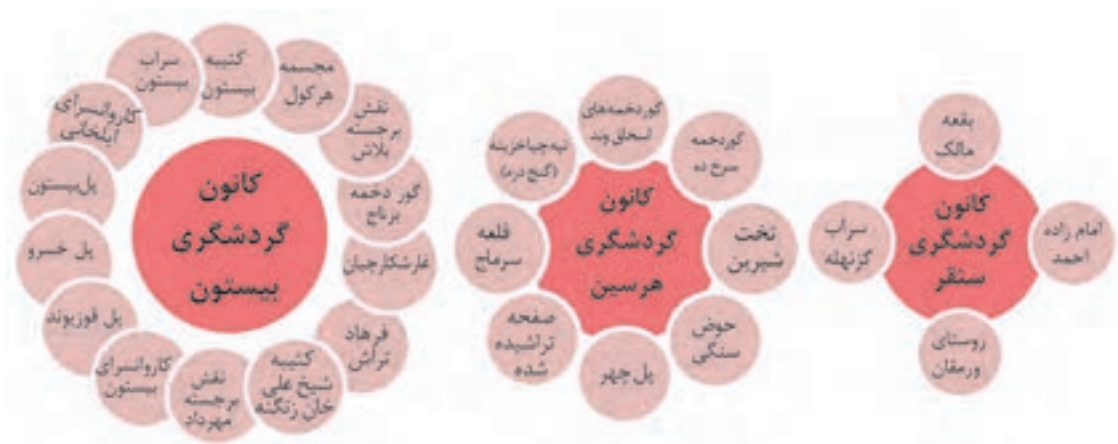 کانون
گردشگری
سنقر
بقعه
مالک
امام زاده
احمد
روستای
ورمقان
سراب
گزنهله
کانون
گردشگری
هرسین
گوردخمه‌های
اسحاق وند
گوردخمه
سرخ ده
تخت
شیرین
حوض
سنگی
پل چهر
صفحه
تراشیده
شده
قلعه
سرماج
تپه چیاخزینه
(گنج دره)
کانون
گردشگری
بیستون
کتیبه
بیستون
مجسمه
هرکول
نقش
برجسته
بلاش
گور دخمه
برناج
غارشکارچیان
فرهاد
تراش
کتیبه
شیخ علی
خان زنگنه
نقش
برجسته
مهرداد
کاروانسرای
بیستون
پل قوزیوند
پل خسرو
پل‌بیستون
کاروانسرای
ایلخانی
سراب
بیستون